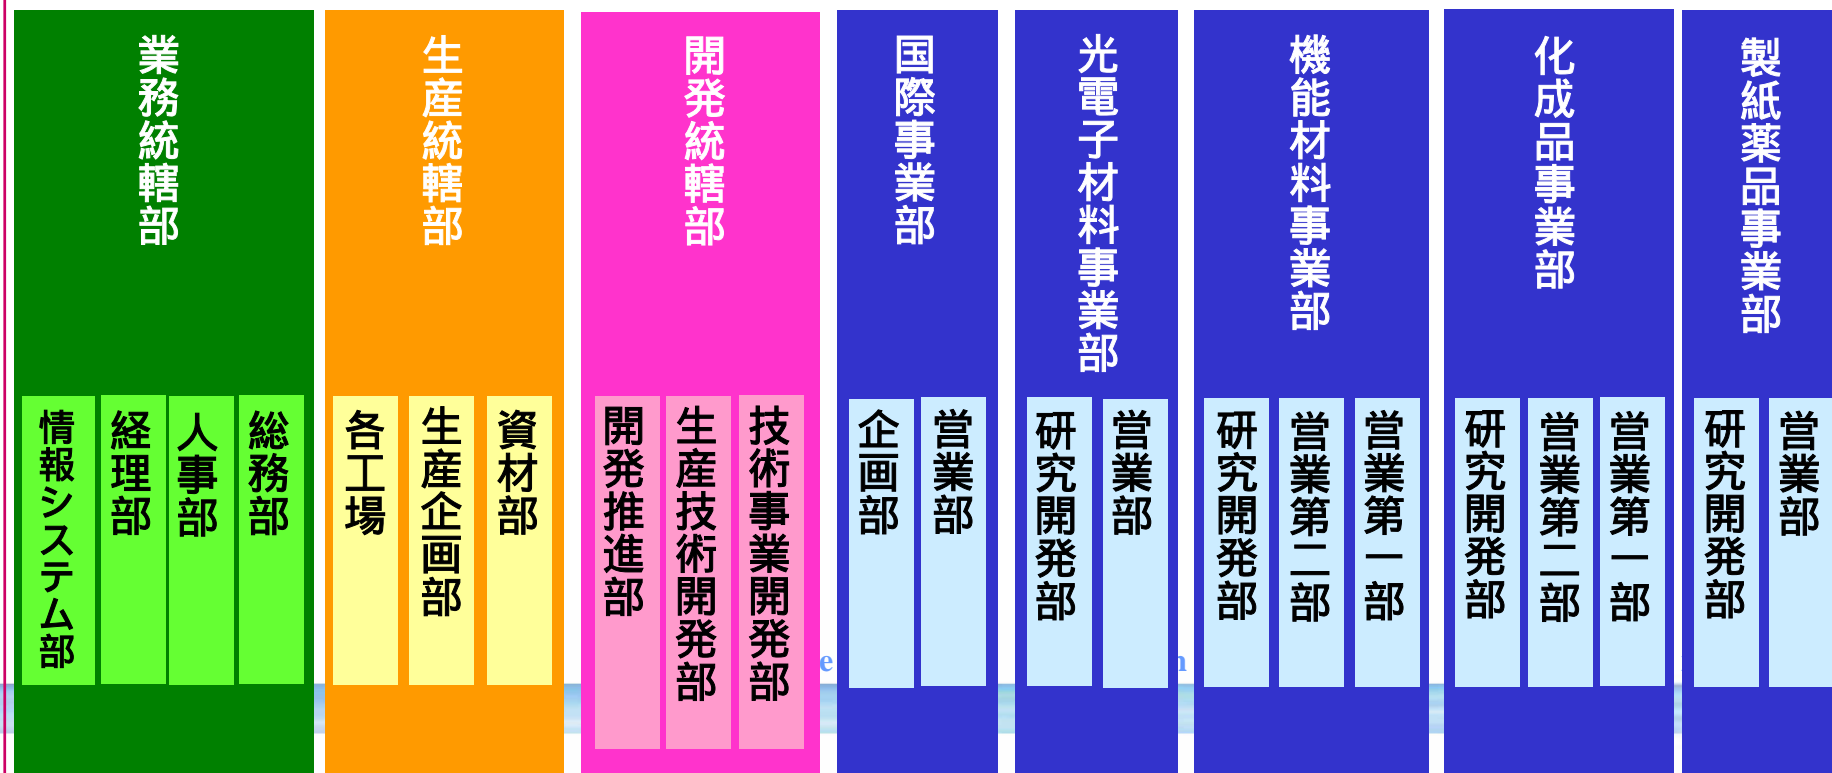 製紙薬品事業部
営業部
研究開発部
化成品事業部
営業第一部
営業第二部
研究開発部
機能材料事業部
営業第一部
営業第二部
研究開発部
光電子材料事業部
営業部
研究開発部
国際事業部
営業部
企画部
開発統轄部
技術事業開発部
生産技術開発部
開発推進部
生産統轄部
資材部
生産企画部
各工場
業務統轄部
総務部
人事部
経理部
情報システム部